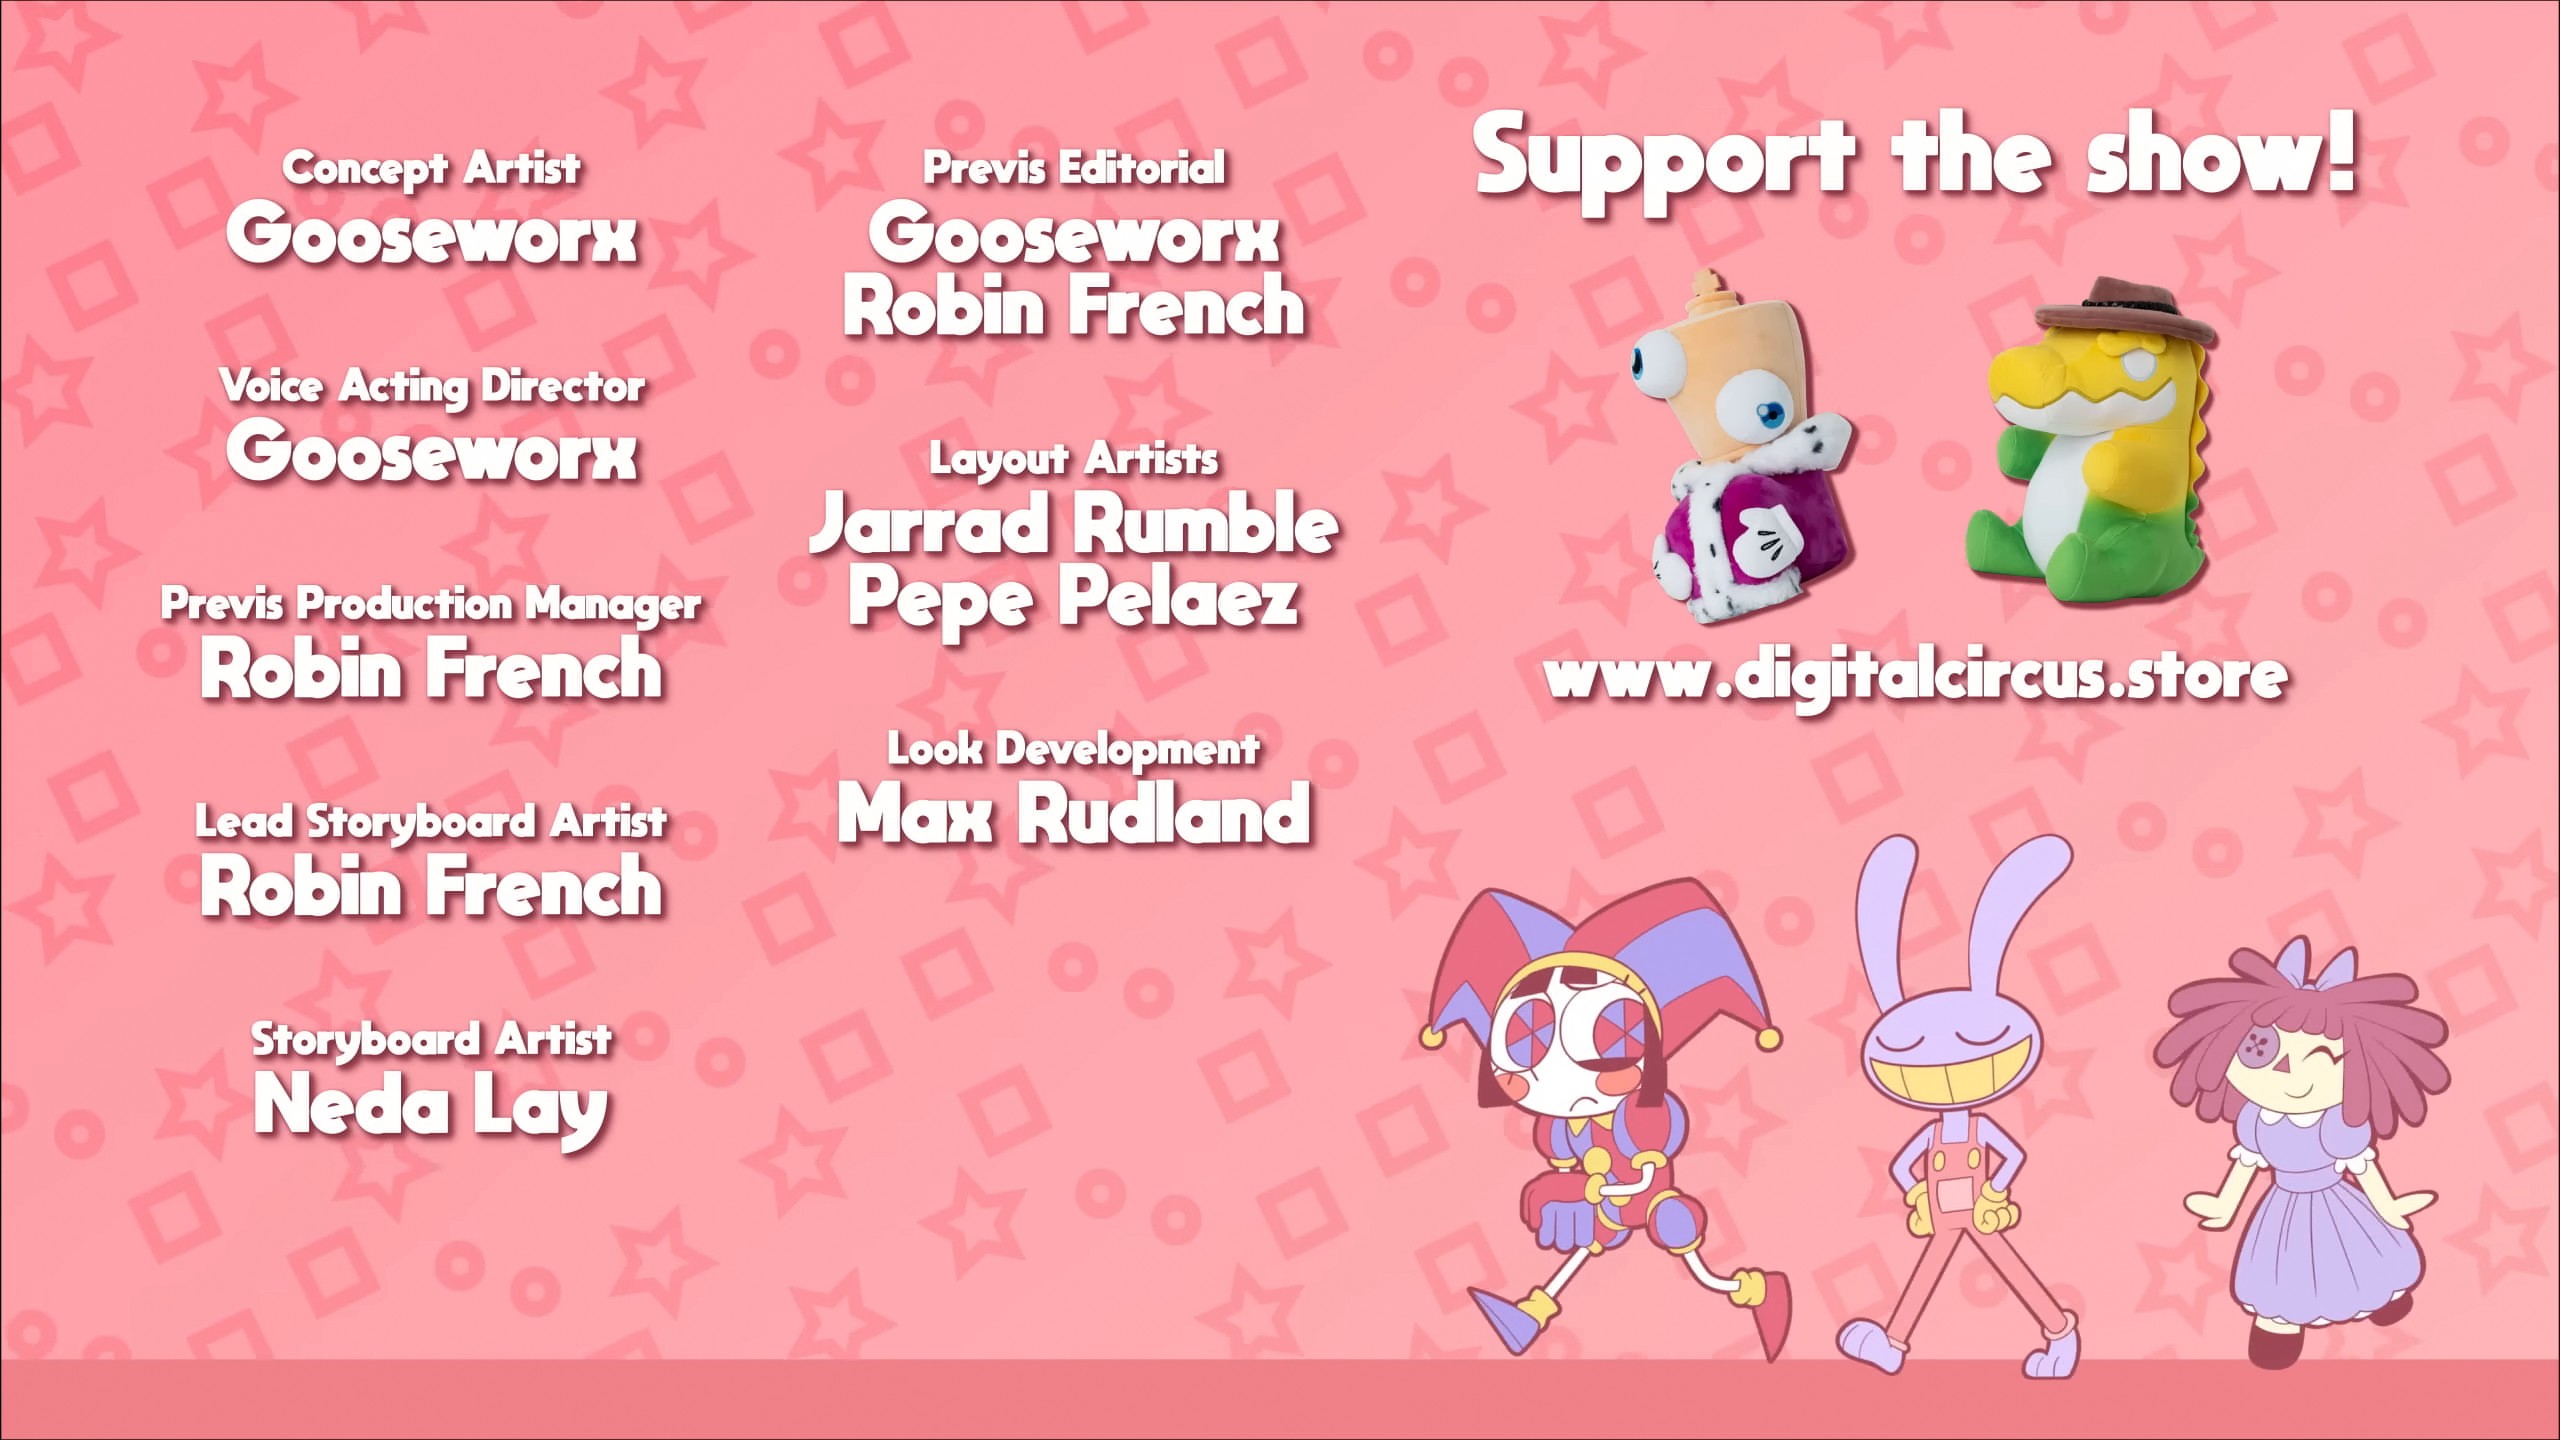 Concept Artist
Gooseworx
Voice Acting Director
Gooseworx
Previs Production Manager
Robin French
Lead Storyboard Artist
Robin French
Storyboard Artist
Neda Lay
Previs Editorial
Gooseworx
Robin French
Layout Artists
Jarrad Rumble
Pepe Pelaez
Look Development
Max Rudland
Support the show!
www.digitalcircus.store